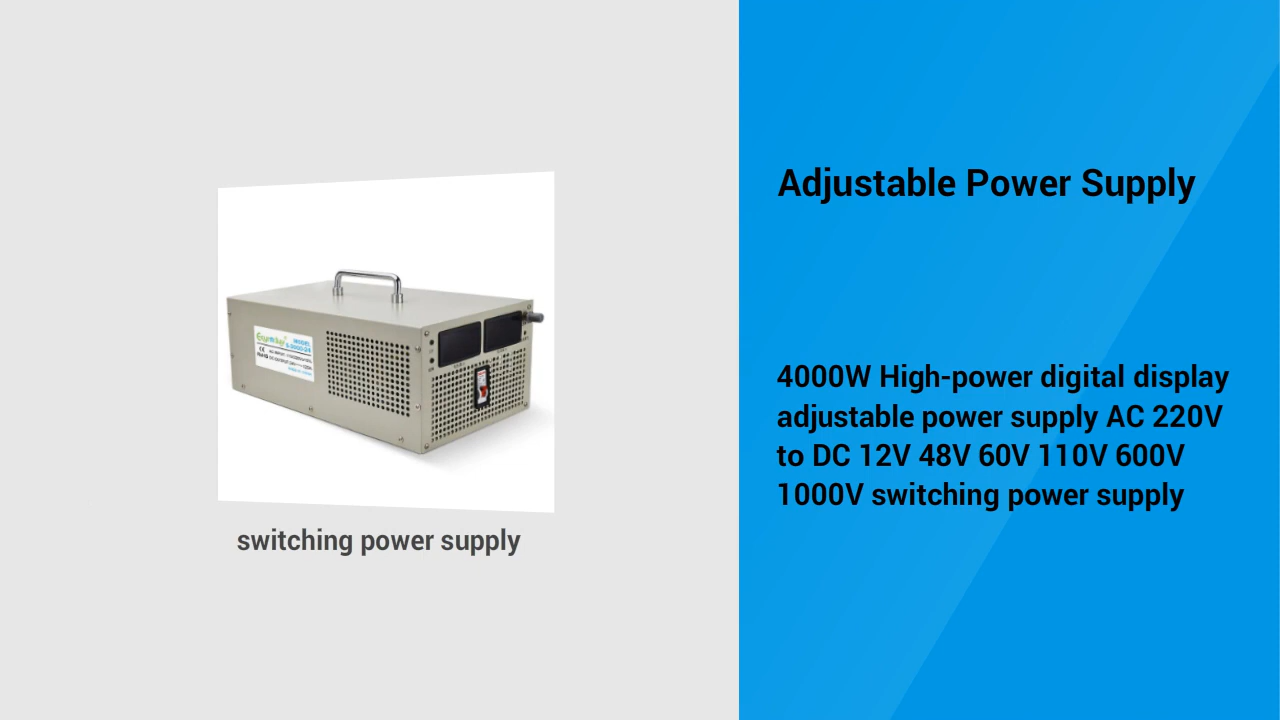 Adjustable Power Supply
4000W High-power digital display
adjustable power supply AC 220V
to DC 12V 48V 60V 110V 600V
1000V switching power supply
MODEL
switching power supply